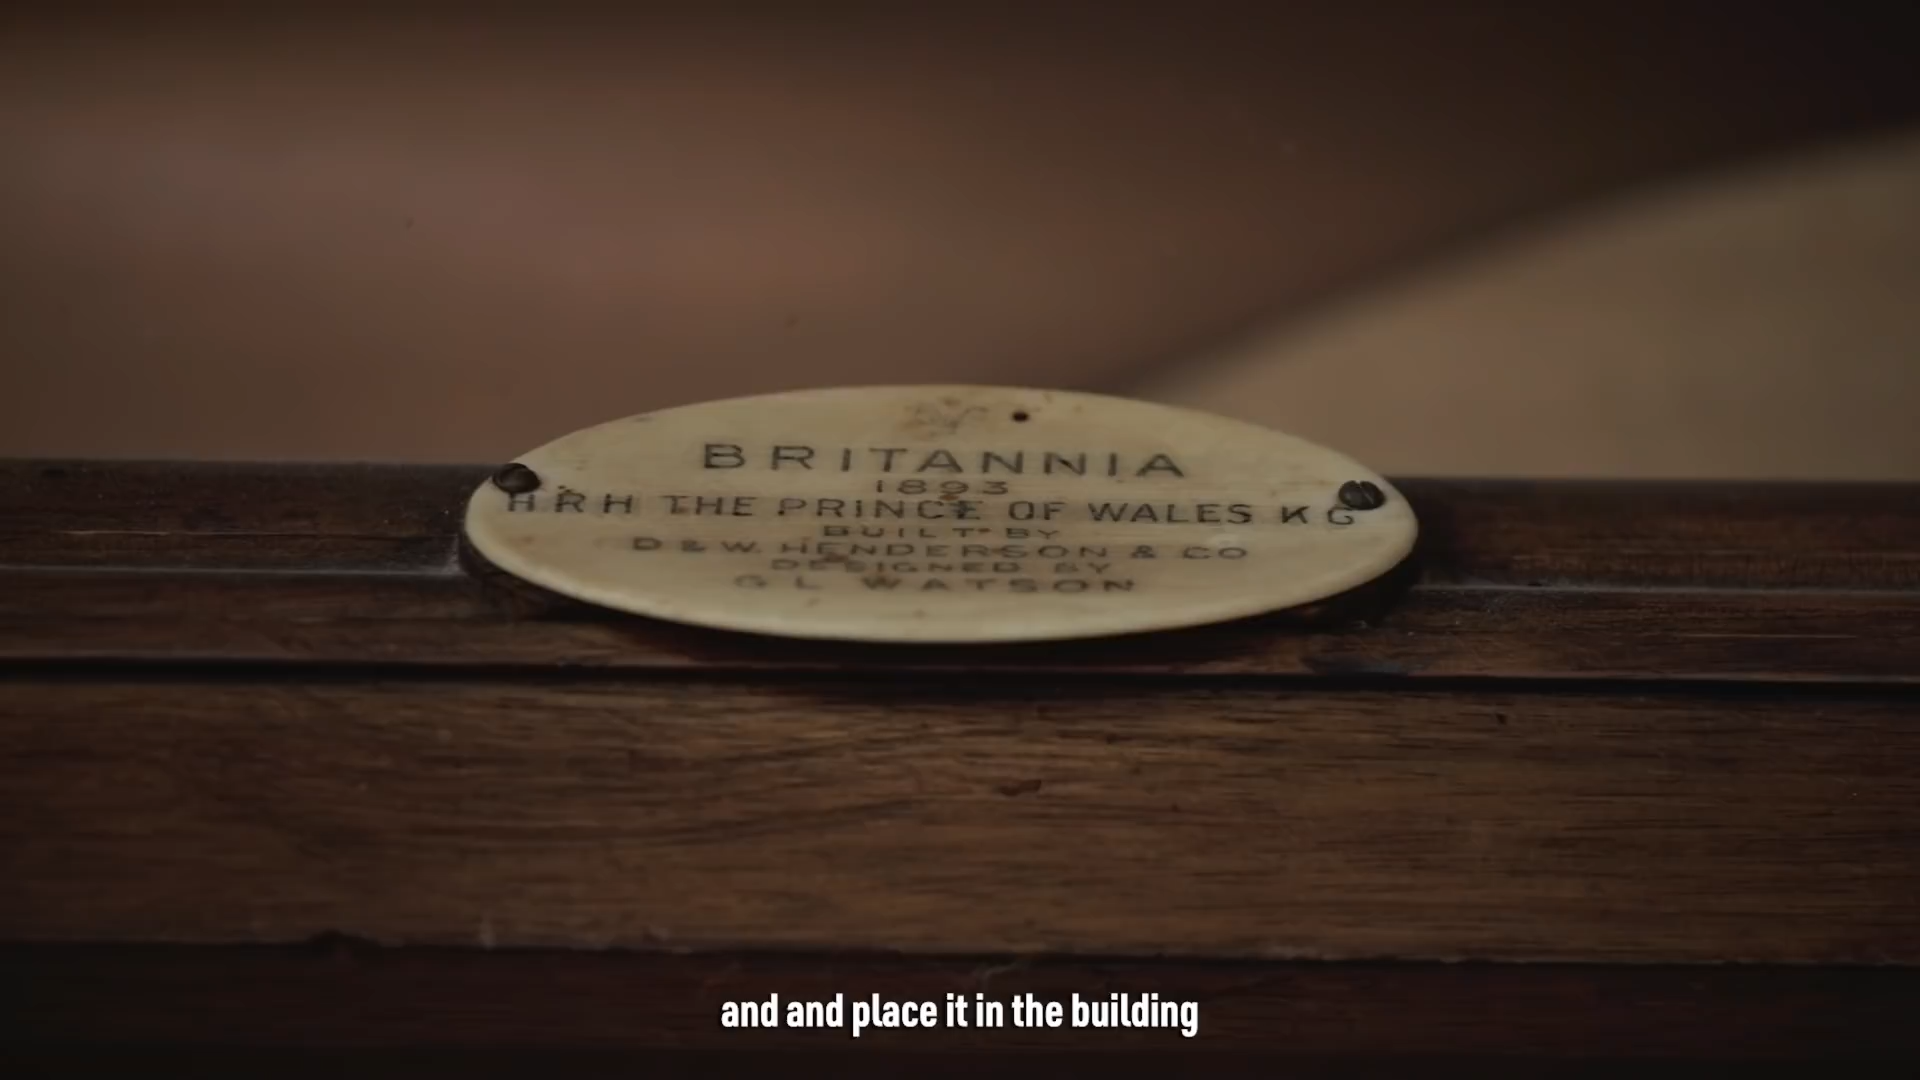 BRITANNIA
1893
HRH THE PRINCE OF WALES KG
BUILT BY
D & W. HENDERSON & CO
DESIGNED BY
G L WATSON
and and place it in the building